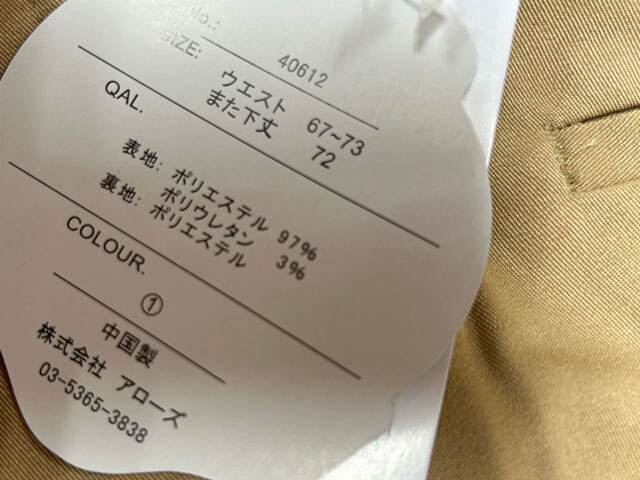 No.: 40612
SIZE:
ウエスト 67~73
また下丈 72
QAL.
表地: ポリエステル 97%
ポリウレタン 3%
裏地: ポリエステル
COLOUR.
①
中国製
株式会社 アローズ
03-5365-3838